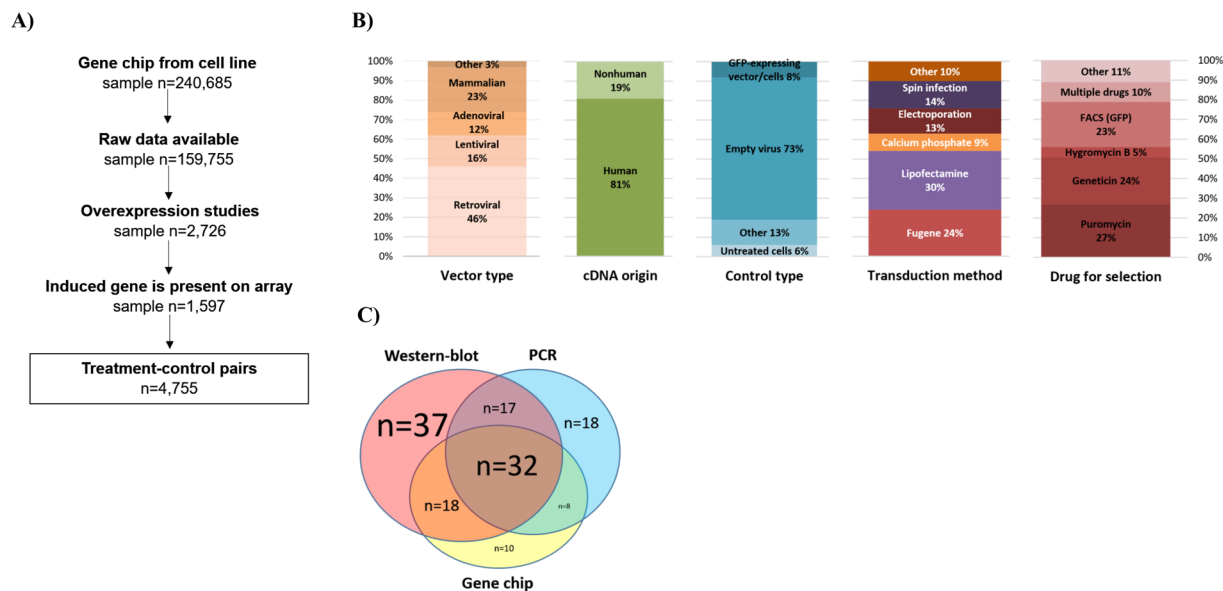 A)
Gene chip from cell line
sample n=240,685
Raw data available
sample n=159,755
Overexpression studies
n=2,726
Induced gene is present on array
sample n=1,597
Treatment-control pairs
n=4,755
B)
100%
90%
80%
70%
60%
50%
40%
30%
20%
10%
0%
Other 3%
Mammalian
23%
Adenoviral
12%
Lentiviral
16%
Retroviral
46%
Vector type
Nonhuman
19%
Human
81%
cDNA origin
GFP-expressing
vector/cells 8%
Empty virus 73%
Other 13%
Untreated cells 6%
Control type
Other 10%
Spin infection
14%
Electroporation
13%
Calcium phosphate 9%
Lipofectamine
30%
Fugene 24%
Transduction method
Other 11%
Multiple drugs 10%
FACS (GFP)
23%
Hygromycin B 5%
Geneticin 24%
Puromycin
27%
Drug for selection
100%
90%
80%
70%
60%
50%
40%
30%
20%
10%
0%
C)
Western-blot
PCR
n=37
n=17
n=18
n=32
n=18
n=8
n=10
Gene chip